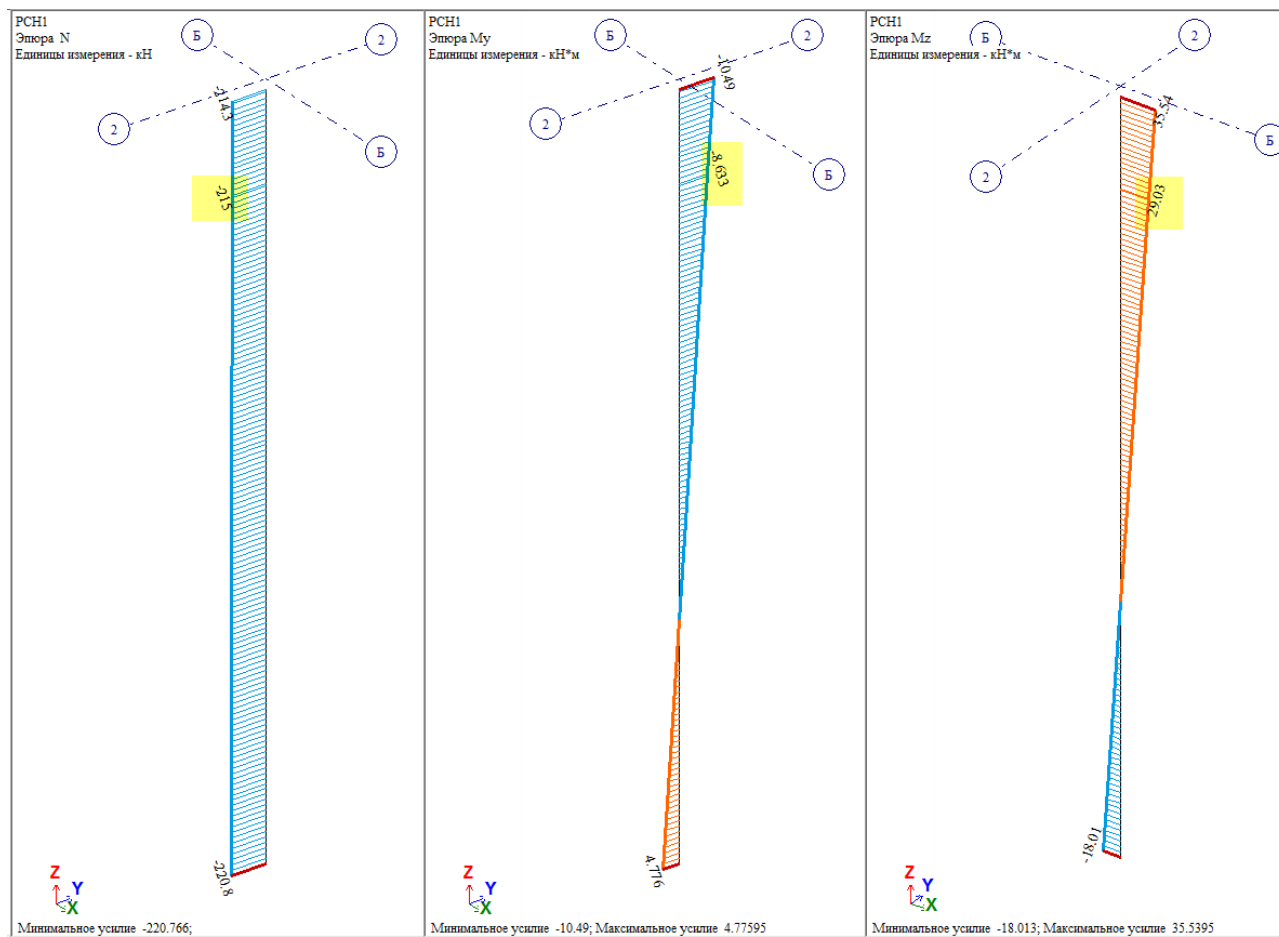 РСН1
Эпюра N
Единицы измерения - кН
Б
2
2
Б
-214.3
-215
-220.8
Z
Y
X
Минимальное усилие -220.766;
РСН1
Эпюра My
Единицы измерения - кН*м
Б
2
2
Б
-10.49
-8.633
4.776
Z
Y
X
Минимальное усилие -10.49; Максимальное усилие 4.77595
РСН1
Эпюра Mz
Единицы измерения - кН*м
Б
2
2
Б
35.54
29.03
-18.01
Z
Y
X
Минимальное усилие -18.013; Максимальное усилие 35.5395